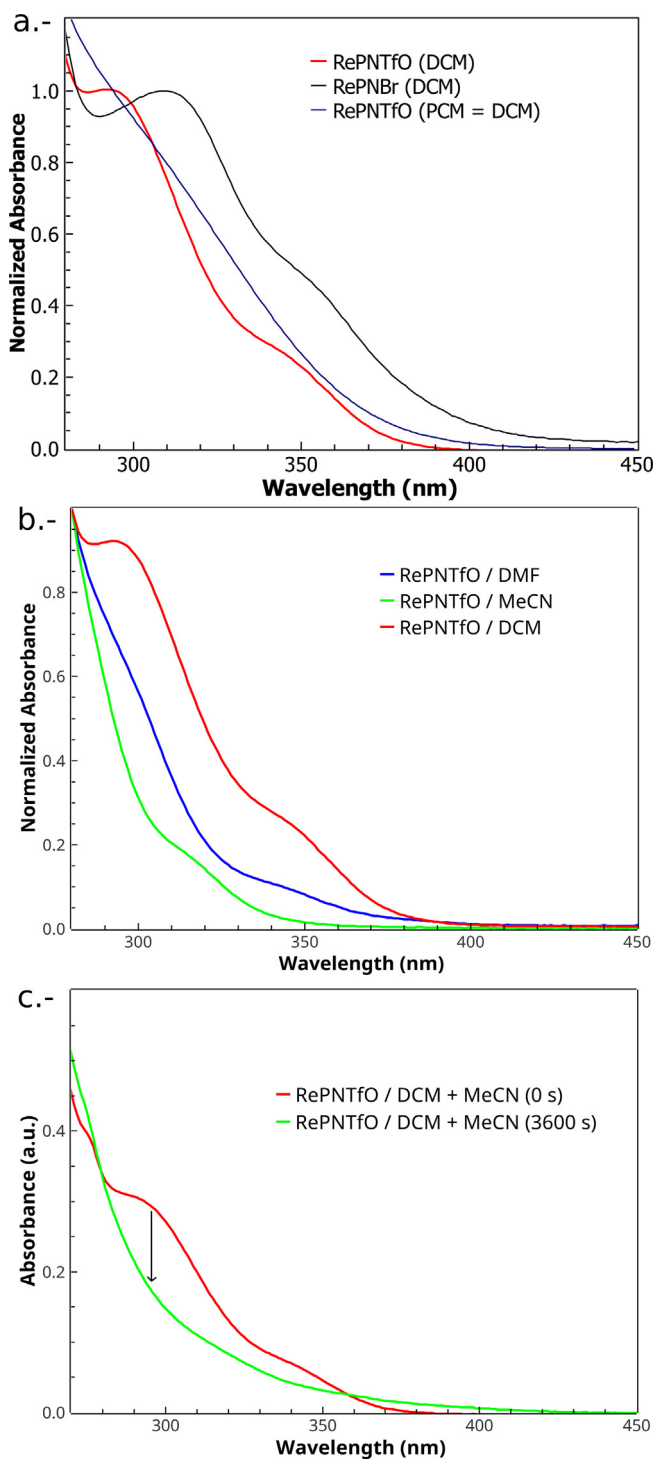 a.-
RePNTfO (DCM)
RePNBr (DCM)
RePNTfO (PCM = DCM)
Normalized Absorbance
1.0
0.8
0.6
0.4
0.2
0.0
300
350
400
450
Wavelength (nm)
b.-
RePNTfO / DMF
RePNTfO / MeCN
RePNTfO / DCM
Normalized Absorbance
0.8
0.6
0.4
0.2
0.0
300
350
400
450
Wavelength (nm)
c.-
RePNTfO / DCM + MeCN (0 s)
RePNTfO / DCM + MeCN (3600 s)
Absorbance (a.u.)
0.4
0.2
0.0
300
350
400
450
Wavelength (nm)